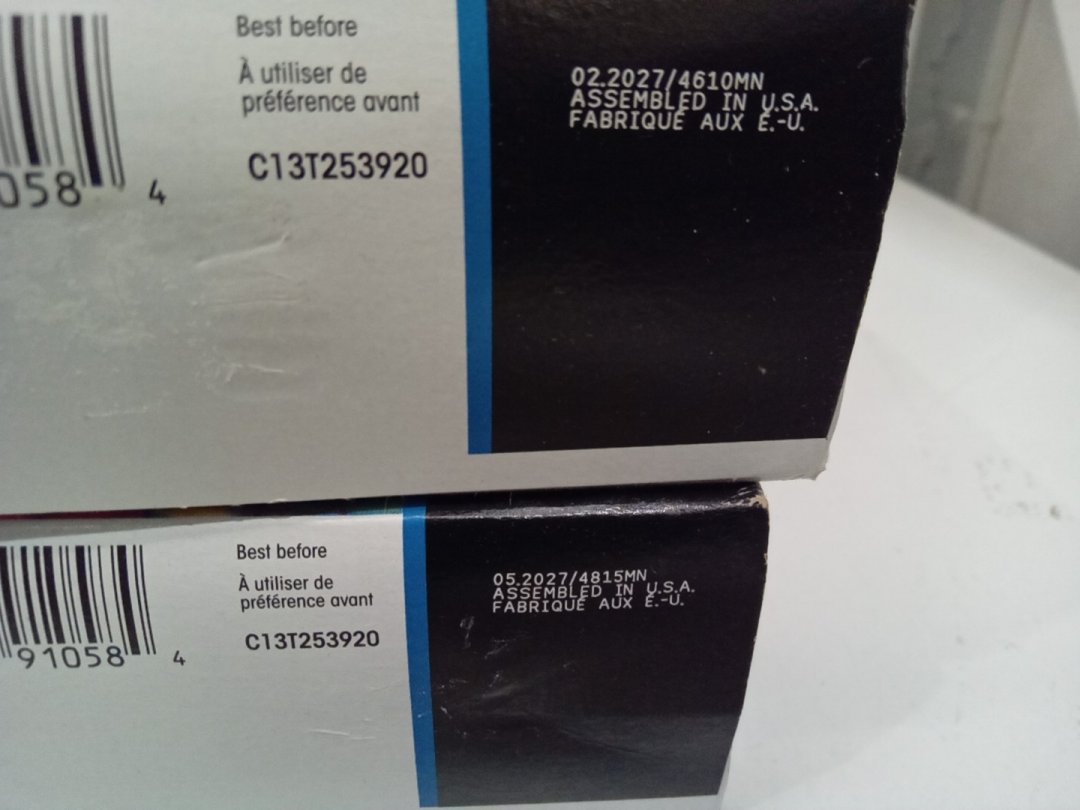 Best before
À utiliser de
préférence avant
C13T253920
058 4
02.2027/4610MN
ASSEMBLED IN U.S.A.
FABRIQUÉ AUX É.-U.
Best before
À utiliser de
préférence avant
C13T253920
91058 4
05.2027/4815MN
ASSEMBLED IN U.S.A.
FABRIQUÉ AUX É.-U.